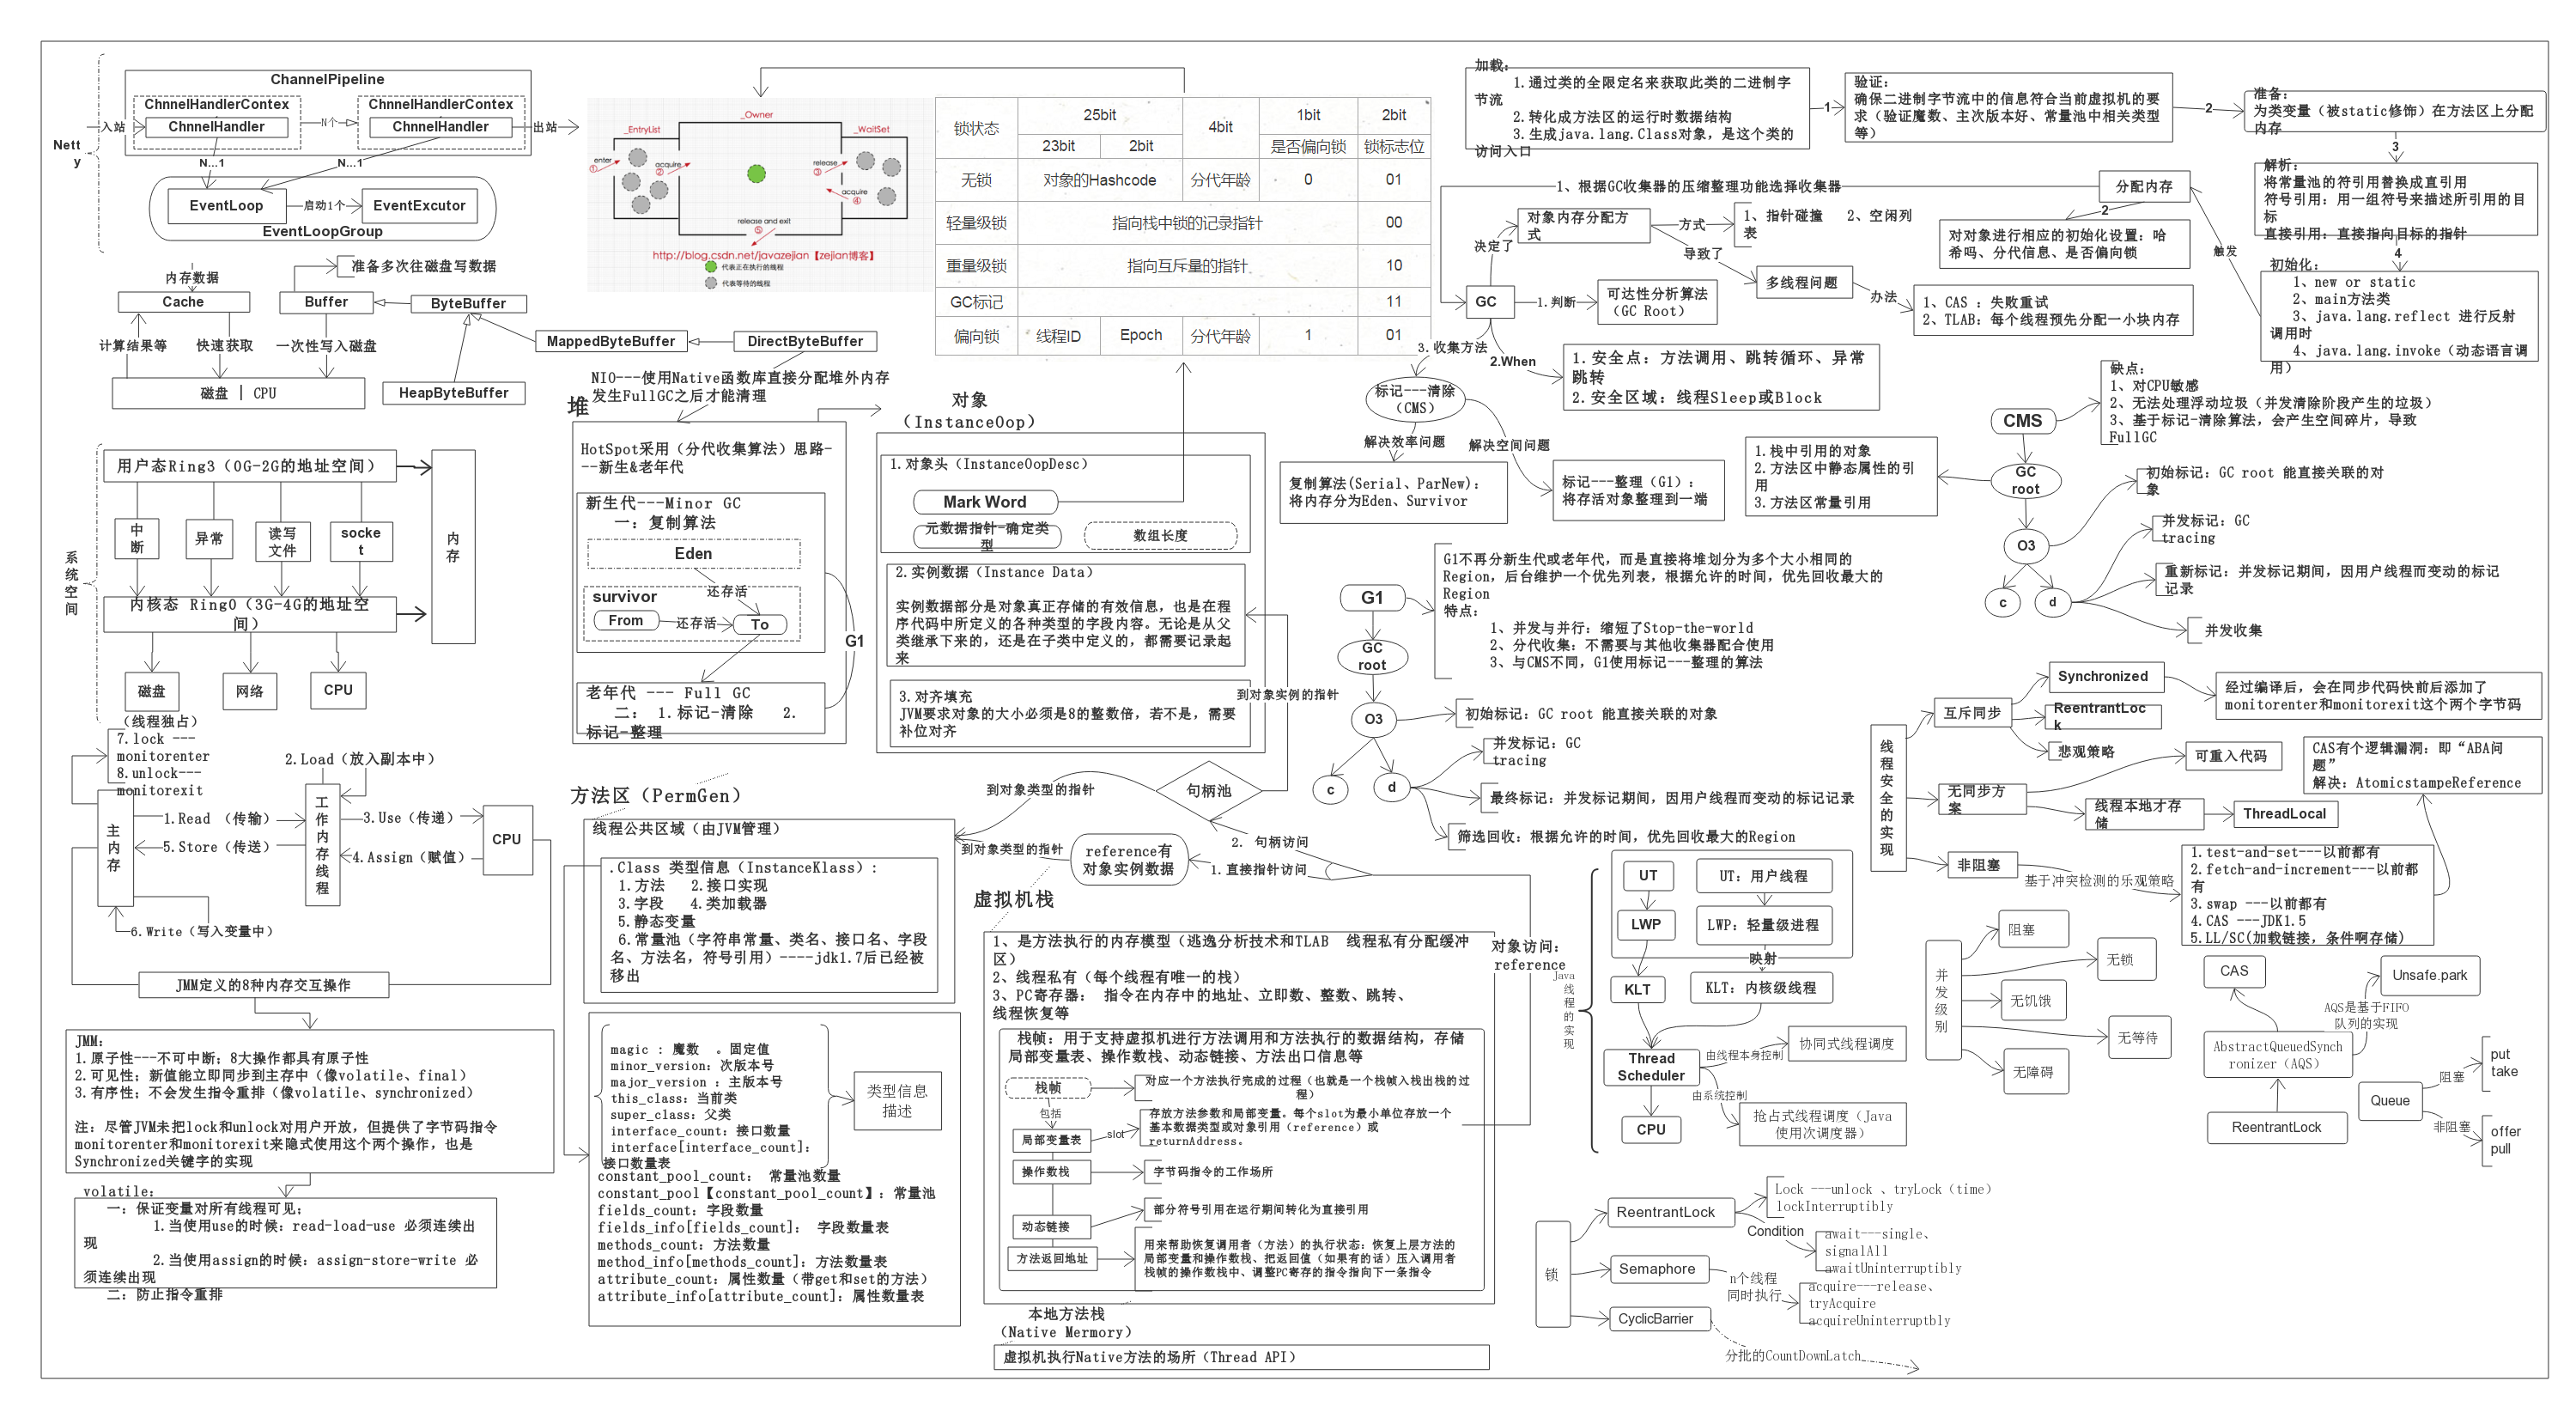 Nett
y
ChannelPipeline
ChnnelHandlerContex
ChnnelHandler
N个
ChnnelHandlerContex
ChnnelHandler
入站
出站
N...1
N...1
EventLoop
启动1个
EventExcutor
EventLoopGroup
内存数据
Cache
准备多次往磁盘写数据
Buffer
ByteBuffer
计算结果等
快速获取
一次性写入磁盘
磁盘 | CPU
HeapByteBuffer
MappedByteBuffer
DirectByteBuffer
NIO---使用Native函数库直接分配堆外内存
发生FullGC之后才能清理
_EntryList
_Owner
_WaitSet
enter
①
acquire
②
release
③
acquire
④
release and exit
⑤
http://blog.csdn.net/javazejian【zejian博客】
代表正在执行的线程
代表等待的线程
锁状态
25bit
4bit
1bit
2bit
23bit
2bit
是否偏向锁
锁标志位
无锁
对象的Hashcode
分代年龄
0
01
轻量级锁
指向栈中锁的记录指针
00
重量级锁
指向互斥量的指针
10
GC标记
11
偏向锁
线程ID
Epoch
分代年龄
1
01
加载:
1.通过类的全限定名来获取此类的二进制字
节流
2.转化成方法区的运行时数据结构
3.生成java.lang.Class对象, 是这个类的
访问入口
1
验证:
确保二进制字节流中的信息符合当前虚拟机的要
求（验证魔数、主次版本好、常量池中相关类型
等）
2
准备:
为类变量（被static修饰）在方法区上分配
内存
3
解析:
将常量池的符引用替换成直引用
符号引用: 用一组符号来描述所引用的目
标
直接引用: 直接指向目标的指针
4
初始化:
1、new or static
2、main方法类
3、java.lang.reflect 进行反射
调用时
4、java.lang.invoke（动态语言调
用）
触发
分配内存
1、根据GC收集器的压缩整理功能选择收集器
2
对对象进行相应的初始化设置: 哈
希吗、分代信息、是否偏向锁
对象内存分配方
式
方式
1、指针碰撞 2、空闲列
表
决定了
导致了
多线程问题
办法
1、CAS : 失败重试
2、TLAB: 每个线程预先分配一小块内存
GC
1.判断
可达性分析算法
（GC Root）
2.When
1.安全点: 方法调用、跳转循环、异常
跳转
2.安全区域: 线程Sleep或Block
3.收集方法
标记---清除
（CMS）
解决效率问题
解决空间问题
复制算法(Serial、ParNew):
将内存分为Eden、Survivor
标记---整理（G1）:
将存活对象整理到一端
CMS
缺点:
1、对CPU敏感
2、无法处理浮动垃圾（并发清除阶段产生的垃圾）
3、基于标记-清除算法, 会产生空间碎片, 导致
FullGC
GC
root
1.栈中引用的对象
2.方法区中静态属性的引
用
3.方法区常量引用
O3
c
d
初始标记: GC root 能直接关联的对
象
并发标记: GC
tracing
重新标记: 并发标记期间, 因用户线程而变动的标记
记录
并发收集
系
统
空
间
用户态Ring3（0G-2G的地址空间）
中
断
异常
读写
文件
socke
t
内
存
内核态 Ring0（3G-4G的地址空
间）
磁盘
网络
CPU
堆
HotSpot采用（分代收集算法）思路-
--新生&老年代
新生代---Minor GC
一: 复制算法
Eden
还存活
survivor
From
还存活
To
G1
老年代 --- Full GC
二: 1.标记-清除 2.
标记-整理
对象
（InstanceOop）
1.对象头（InstanceOopDesc）
Mark Word
元数据指针-确定类
型
数组长度
2.实例数据（Instance Data）
实例数据部分是对象真正存储的有效信息, 也是在程
序代码中所定义的各种类型的字段内容。无论是从父
类继承下来的, 还是在子类中定义的, 都需要记录起
来
3.对齐填充
JVM要求对象的大小必须是8的整数倍, 若不是, 需要
补位对齐
到对象实例的指针
G1
G1不再分新生代或老年代, 而是直接将堆划分为多个大小相同的
Region, 后台维护一个优先列表, 根据允许的时间, 优先回收最大的
Region
特点:
1、并发与并行: 缩短了Stop-the-world
2、分代收集: 不需要与其他收集器配合使用
3、与CMS不同, G1使用标记---整理的算法
GC
root
O3
c
d
初始标记: GC root 能直接关联的对象
并发标记: GC
tracing
最终标记: 并发标记期间, 因用户线程而变动的标记记录
筛选回收: 根据允许的时间, 优先回收最大的Region
线
程
安
全
的
实
现
互斥同步
Synchronized
经过编译后, 会在同步代码快前后添加了
monitorenter和monitorexit这个两个字节码
ReentrantLoc
k
悲观策略
无同步方
案
可重入代码
线程本地才存
储
ThreadLocal
非阻塞
基于冲突检测的乐观策略
CAS有个逻辑漏洞: 即“ABA问
题”
解决: AtomicstampeReference
1.test-and-set---以前都有
2.fetch-and-increment---以前都
有
3.swap ---以前都有
4.CAS ---JDK1.5
5.LL/SC(加载链接, 条件啊存储)
（线程独占）
7.lock ---
monitorenter
8.unlock---
monitorexit
2.Load（放入副本中）
主
内
存
1.Read （传输）
5.Store（传送）
工
作
内
存
线
程
3.Use（传递）
4.Assign（赋值）
CPU
6.Write（写入变量中）
JMM定义的8种内存交互操作
JMM:
1.原子性---不可中断; 8大操作都具有原子性
2.可见性; 新值能立即同步到主存中（像volatile、final）
3.有序性; 不会发生指令重排（像volatile、synchronized）
注: 尽管JVM未把lock和unlock对用户开放, 但提供了字节码指令
monitorenter和monitorexit来隐式使用这个两个操作, 也是
Synchronized关键字的实现
volatile:
一:保证变量对所有线程可见;
1.当使用use的时候: read-load-use 必须连续出
现
2.当使用assign的时候: assign-store-write 必
须连续出现
二:防止指令重排
方法区（PermGen）
线程公共区域（由JVM管理）
.Class 类型信息（InstanceKlass）:
1.方法 2.接口实现
3.字段 4.类加载器
5.静态变量
6.常量池（字符串常量、类名、接口名、字段
名、方法名, 符号引用）----jdk1.7后已经被
移出
magic : 魔数 。固定值
minor_version: 次版本号
major_version : 主版本号
this_class: 当前类
super_class: 父类
interface_count: 接口数量
interface[interface_count]:
接口数量表
类型信息
描述
constant_pool_count: 常量池数量
constant_pool【constant_pool_count】: 常量池
fields_count: 字段数量
fields_info[fields_count]: 字段数量表
methods_count: 方法数量
method_info[methods_count]: 方法数量表
attribute_count: 属性数量（带get和set的方法）
attribute_info[attribute_count]: 属性数量表
句柄池
到对象类型的指针
到对象类型的指针
reference有
对象实例数据
2. 句柄访问
1.直接指针访问
对象访问:
reference
虚拟机栈
1、是方法执行的内存模型（逃逸分析技术和TLAB 线程私有分配缓冲
区）
2、线程私有（每个线程有唯一的栈）
3、PC寄存器: 指令在内存中的地址、立即数、整数、跳转、
线程恢复等
栈帧: 用于支持虚拟机进行方法调用和方法执行的数据结构, 存储
局部变量表、操作数栈、动态链接、方法出口信息等
栈帧
对应一个方法执行完成的过程（也就是一个栈帧入栈出栈的过
程）
包括
局部变量表
slot
存放方法参数和局部变量。每个slot为最小单位存放一个
基本数据类型或对象引用（reference）或
returnAddress。
操作数栈
字节码指令的工作场所
动态链接
部分符号引用在运行期间转化为直接引用
方法返回地址
用来帮助恢复调用者（方法）的执行状态: 恢复上层方法的
局部变量和操作数栈、把返回值（如果有的话）压入调用者
栈帧的操作数栈中、调整PC寄存的指令指向下一条指令
本地方法栈
（Native Mermory）
虚拟机执行Native方法的场所（Thread API）
Java
线
程
的
实
现
UT
LWP
KLT
UT: 用户线程
LWP: 轻量级进程
映射
KLT: 内核级线程
Thread
Scheduler
由线程本身控制
协同式线程调度
由系统控制
抢占式线程调度（Java
使用次调度器）
CPU
并
发
级
别
阻塞
无锁
无饥饿
无等待
无障碍
CAS
Unsafe.park
AQS是基于FIFO
队列的实现
AbstractQueuedSynch
ronizer（AQS）
ReentrantLock
Queue
阻塞
put
take
非阻塞
offer
pull
锁
ReentrantLock
Lock ---unlock 、tryLock（time）
lockInterruptibly
Condition
await---single、
signalAll
awaitUninterruptibly
Semaphore
n个线程
同时执行
acquire---release、
tryAcquire
acquireUninterruptbly
CyclicBarrier
分批的CountDownLatch